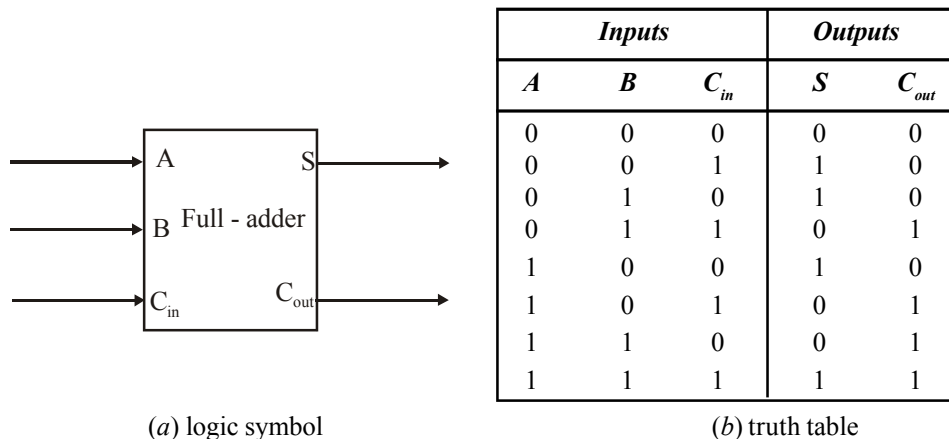 Inputs Outputs
A B C_in S C_out
0 0 0 0 0
0 0 1 1 0
0 1 0 1 0
0 1 1 0 1
1 0 0 1 0
1 0 1 0 1
1 1 0 0 1
1 1 1 1 1
A S
B Full - adder
C_in C_out
(a) logic symbol (b) truth table